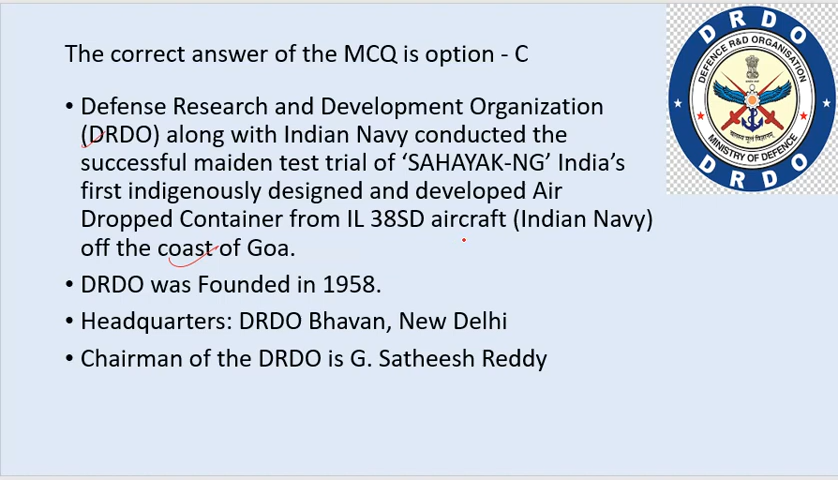 The correct answer of the MCQ is option - C
• Defense Research and Development Organization
(DRDO) along with Indian Navy conducted the
successful maiden test trial of ‘SAHAYAK-NG’ India’s
first indigenously designed and developed Air
Dropped Container from IL 38SD aircraft (Indian Navy)
off the coast of Goa.
• DRDO was Founded in 1958.
• Headquarters: DRDO Bhavan, New Delhi
• Chairman of the DRDO is G. Satheesh Reddy
DRDO
DEFENCE R&D ORGANISATION
बलस्य मूलं विज्ञानम्
MINISTRY OF DEFENCE
DRDO